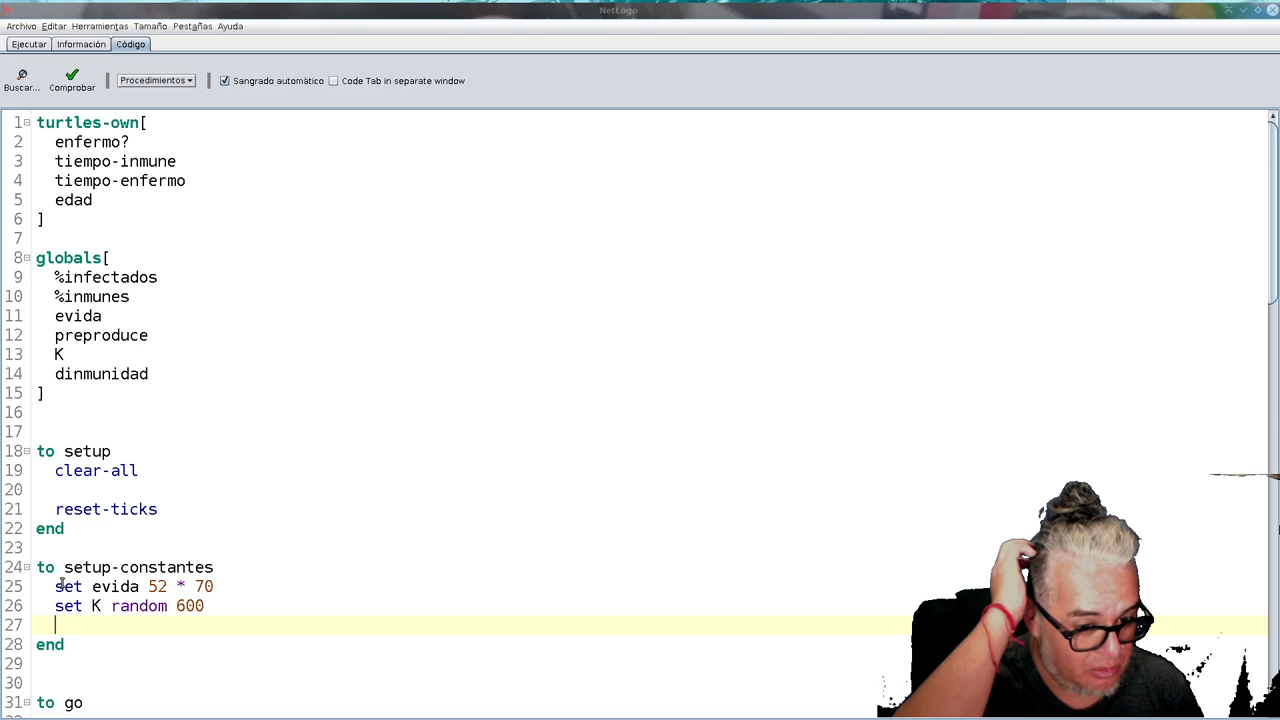 NetLogo
Archivo Editar Herramientas Tamaño Pestañas Ayuda
Ejecutar Información Código
Buscar... Comprobar Procedimientos Sangrado automático Code Tab in separate window
1 turtles-own[
2 enfermo?
3 tiempo-inmune
4 tiempo-enfermo
5 edad
6 ]
7
8 globals[
9 %infectados
10 %inmunes
11 evida
12 preproduce
13 K
14 dinmunidad
15 ]
16
17
18 to setup
19 clear-all
20
21 reset-ticks
22 end
23
24 to setup-constantes
25 set evida 52 * 70
26 set K random 600
27
28 end
29
30
31 to go